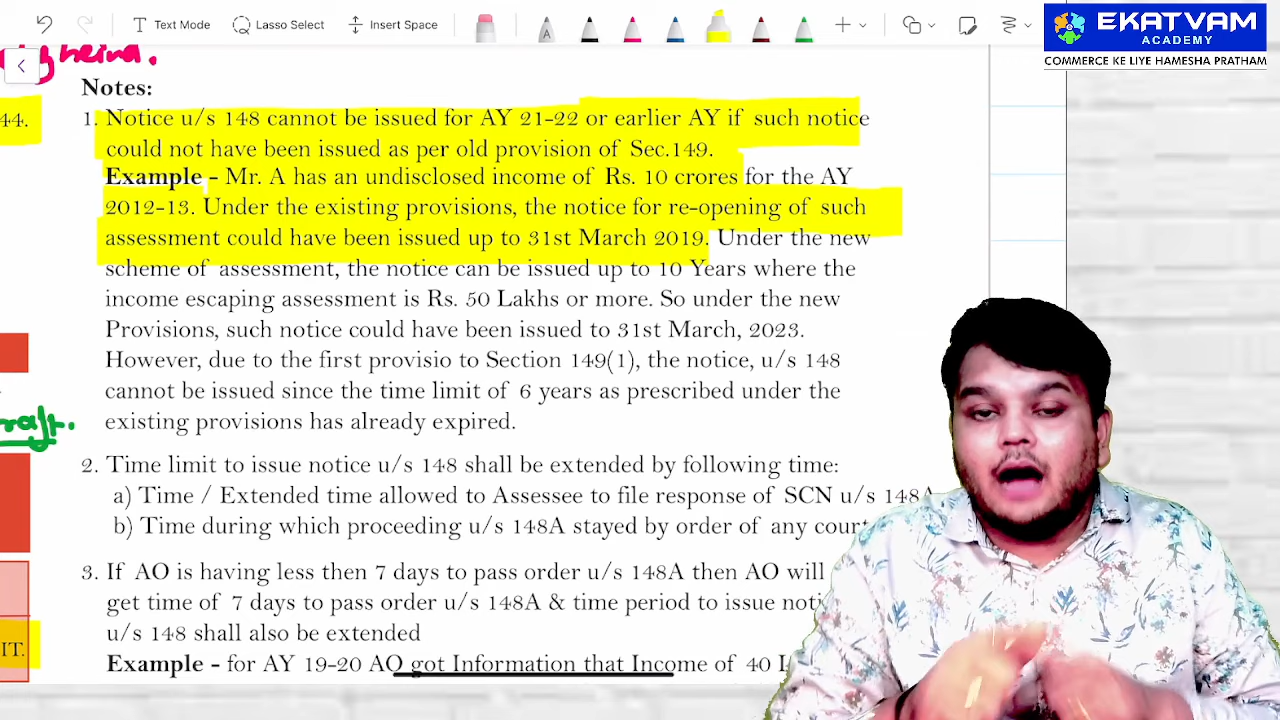 Text Mode Lasso Select Insert Space
EKATVAM
ACADEMY
COMMERCE KE LIYE HAMESHA PRATHAM
heina.
Notes:
44.
1. Notice u/s 148 cannot be issued for AY 21-22 or earlier AY if such notice
could not have been issued as per old provision of Sec.149.
Example - Mr. A has an undisclosed income of Rs. 10 crores for the AY
2012-13. Under the existing provisions, the notice for re-opening of such
assessment could have been issued up to 31st March 2019. Under the new
scheme of assessment, the notice can be issued up to 10 Years where the
income escaping assessment is Rs. 50 Lakhs or more. So under the new
Provisions, such notice could have been issued to 31st March, 2023.
However, due to the first provisio to Section 149(1), the notice, u/s 148
cannot be issued since the time limit of 6 years as prescribed under the
existing provisions has already expired.
2. Time limit to issue notice u/s 148 shall be extended by following time:
a) Time / Extended time allowed to Assessee to file response of SCN u/s 148A
b) Time during which proceeding u/s 148A stayed by order of any court
3. If AO is having less then 7 days to pass order u/s 148A then AO will
get time of 7 days to pass order u/s 148A & time period to issue
u/s 148 shall also be extended
IT.
Example - for AY 19-20 AO got Information that Income of 40